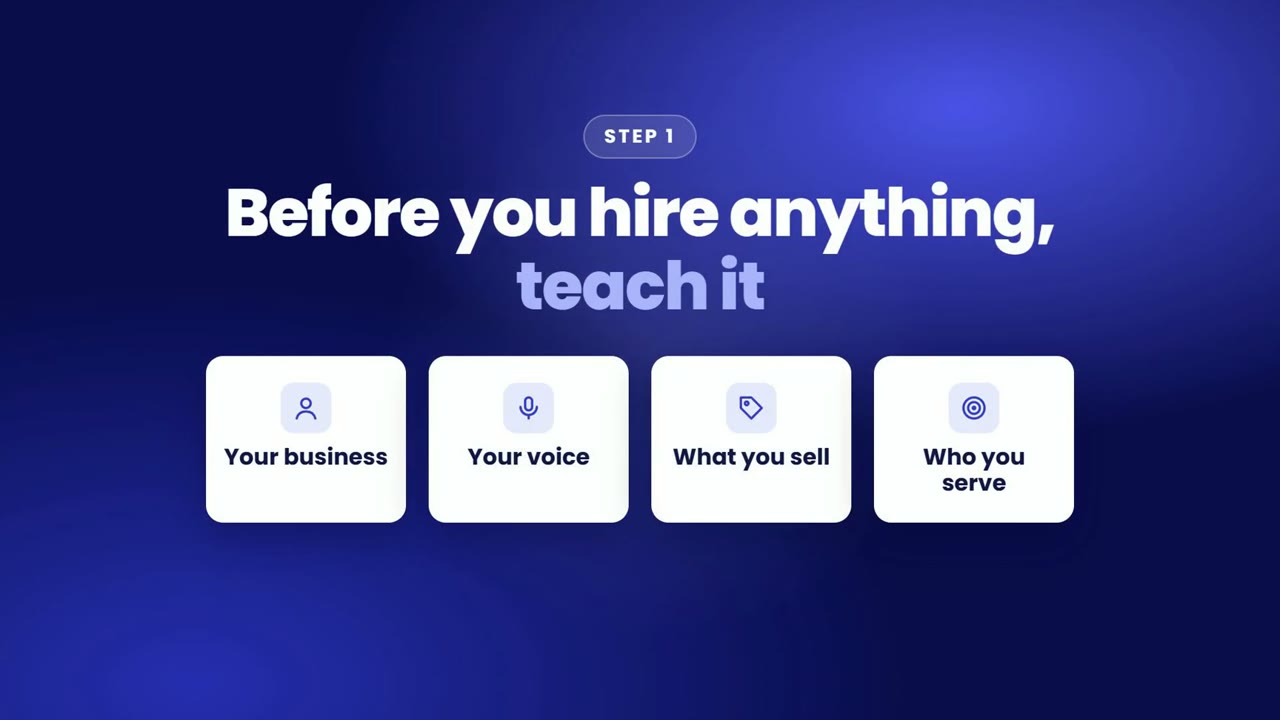 STEP 1
Before you hire anything,
teach it
Your business
Your voice
What you sell
Who you
serve